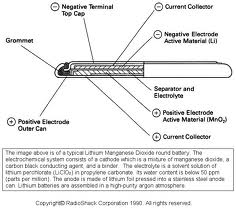 Negative Terminal
Top Cap
Current Collector
Negative Electrode
Active Material (Li)
Grommet
Separator and
Electrolyte
Positive Electrode
Active Material (MnO2)
Positive Electrode
Outer Can
Current Collector
The image above is of a typical Lithium Manganese Dioxide round battery. The
electrochemical system consists of a cathode which is a mixture of manganese dioxide, a
carbon black conducting agent, and a binder. The electrolyte is a solvent solution of
lithium perchlorate (LiClO4) in propylene carbonate. Its water content is below 50 ppm
(parts per million). The anode is made of lithium foil pressed into a stainless steel anode
can. Lithium batteries are assembled in a high-purity argon atmosphere.
Copyright© RadioShack Corporation 1990. All rights reserved.